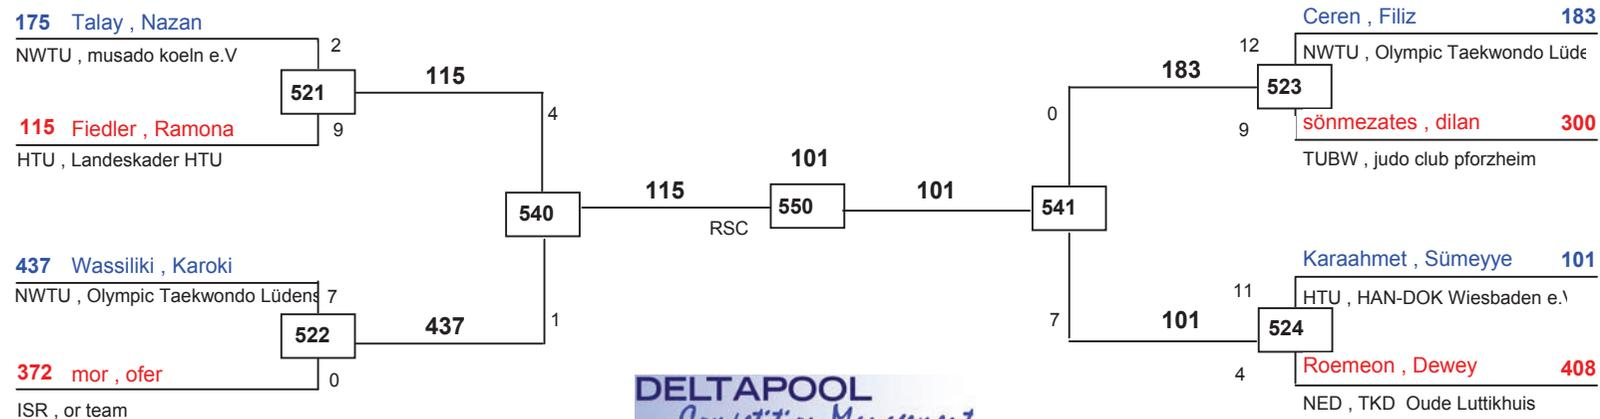 175 Talay , Nazan
NWTU , musado koeln e.V
2
521
115
115 Fiedler , Ramona
9
HTU , Landeskader HTU
4
540
115
RSC
437 Wassiliki , Karoki
NWTU , Olympic Taekwondo Lüdens
7
522
437
1
372 mor , ofer
0
ISR , or team
101
550
101
DELTAPOOL
Competition Management
Ceren , Filiz 183
12
NWTU , Olympic Taekwondo Lüde
183
523
0
9
sönmezates , dilan 300
TUBW , judo club pforzheim
541
Karaahmet , Sümeyye 101
11
HTU , HAN-DOK Wiesbaden e.V
7
101
524
4
Roemeon , Dewey 408
NED , TKD Oude Luttikhuis